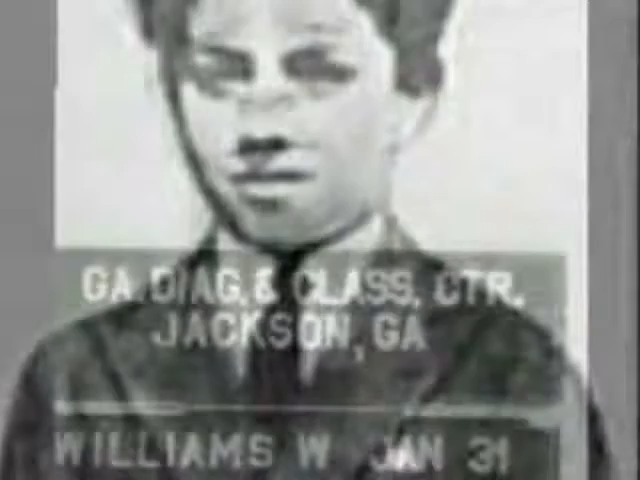 GA. DIAG. & CLASS. CTR.
JACKSON, GA
WILLIAMS W JAN 31